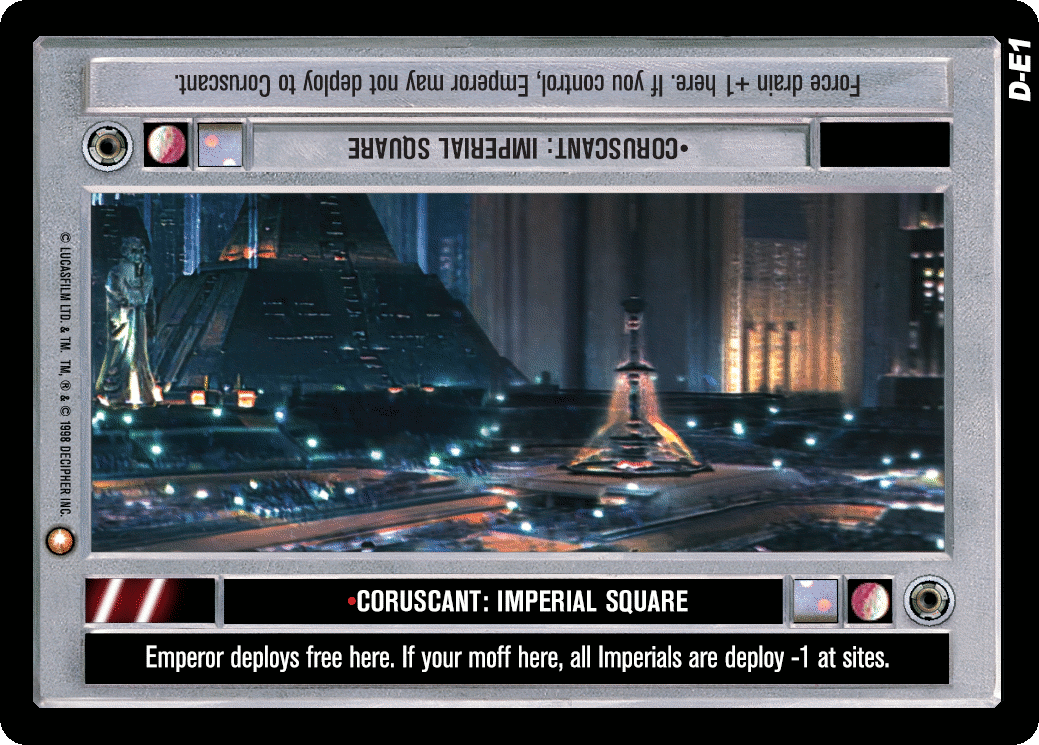 D-E1
Force drain +1 here. If you control, Emperor may not deploy to Coruscant.
•CORUSCANT: IMPERIAL SQUARE
© LUCASFILM LTD. & TM. TM, ® & © 1998 DECIPHER INC.
•CORUSCANT: IMPERIAL SQUARE
Emperor deploys free here. If your moff here, all Imperials are deploy -1 at sites.